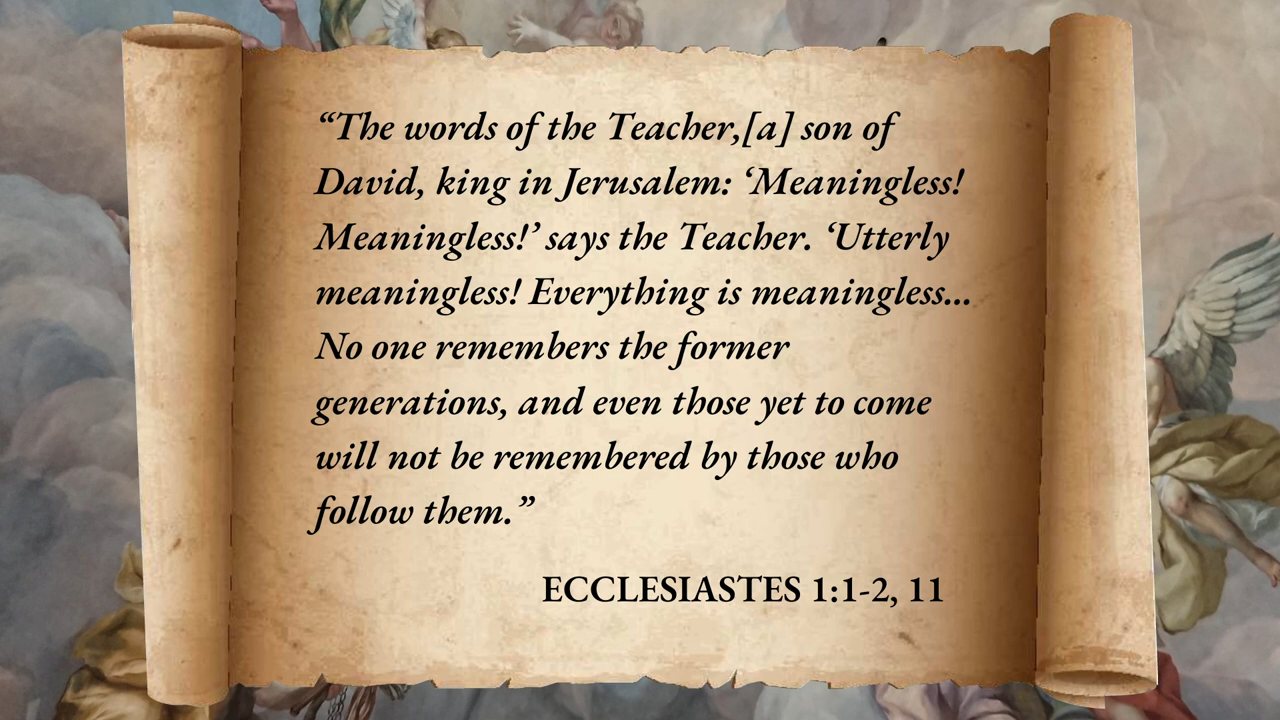 “The words of the Teacher,[a] son of
David, king in Jerusalem: ‘Meaningless!
Meaningless!’ says the Teacher. ‘Utterly
meaningless! Everything is meaningless...
No one remembers the former
generations, and even those yet to come
will not be remembered by those who
follow them.”
ECCLESIASTES 1:1-2, 11